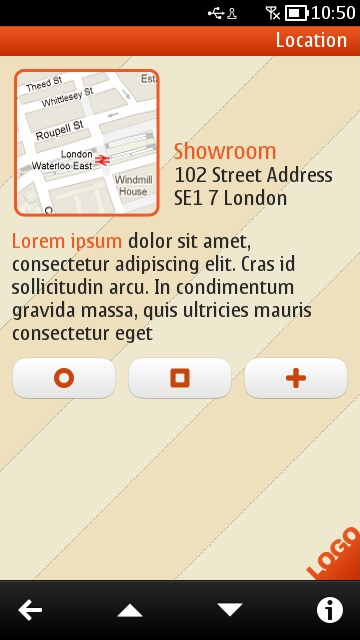 10:50
Location
Theed St
Est
Whittlesey St
Roupell St
London
Waterloo East
Windmill
House
C
Showroom
102 Street Address
SE1 7 London
Lorem ipsum dolor sit amet,
consectetur adipiscing elit. Cras id
sollicitudin arcu. In condimentum
gravida massa, quis ultricies mauris
consectetur eget
LOGO